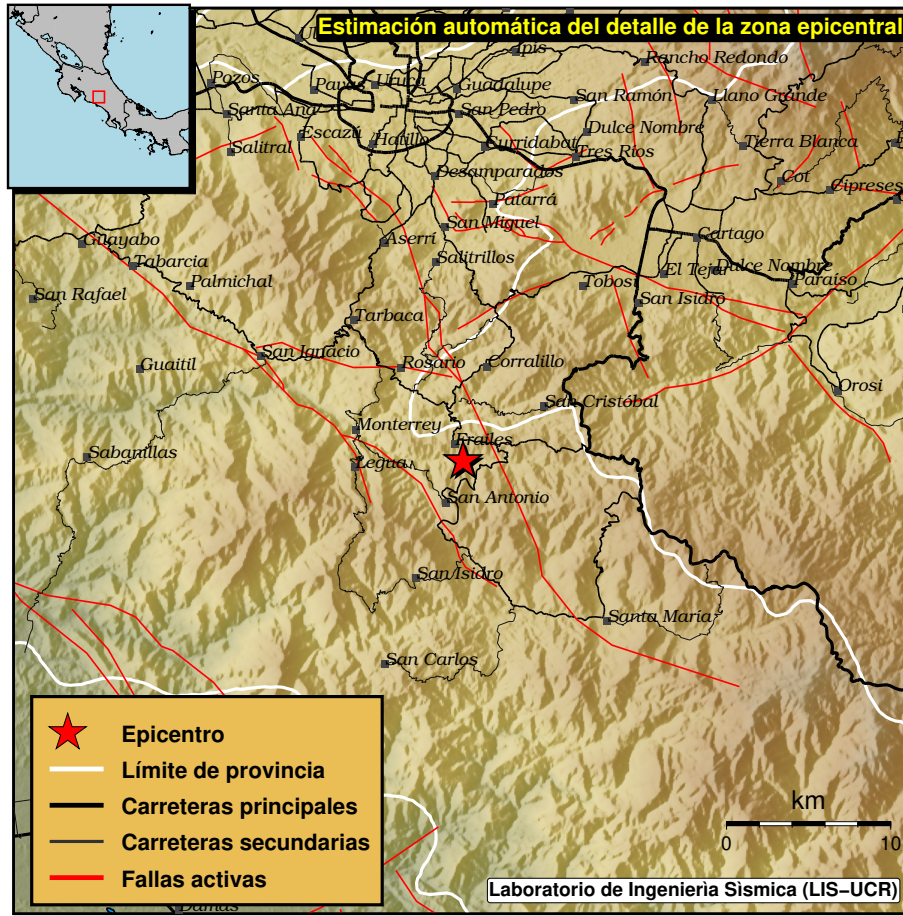 Estimación automática del detalle de la zona epicentral
Ipis
Rancho Redondo
Pozos
Uruca
Guadalupe
Santa Ana
San Pedro
San Ramón
Llano Grande
Escazú
Hatillo
Curridabat
Dulce Nombre
Tierra Blanca
Salitral
Tres Rios
Desamparados
Cot
Cipreses
Patarrá
San Miguel
Guayabo
Aserrí
Cartago
Tabarcia
Salitrillos
El Tejar
Dulce Nombre
Palmichal
Tobosi
Paraíso
San Rafael
San Isidro
Tarbaca
San Ignacio
Guaitil
Rosario
Corralillo
Orosi
San Cristóbal
Monterrey
Frailes
Sabanillas
Legua
San Antonio
San Isidro
Santa María
San Carlos
Epicentro
Límite de provincia
Carreteras principales
Carreteras secundarias
Fallas activas
km
0 10
Laboratorio de Ingenierìa Sìsmica (LIS–UCR)
Damas